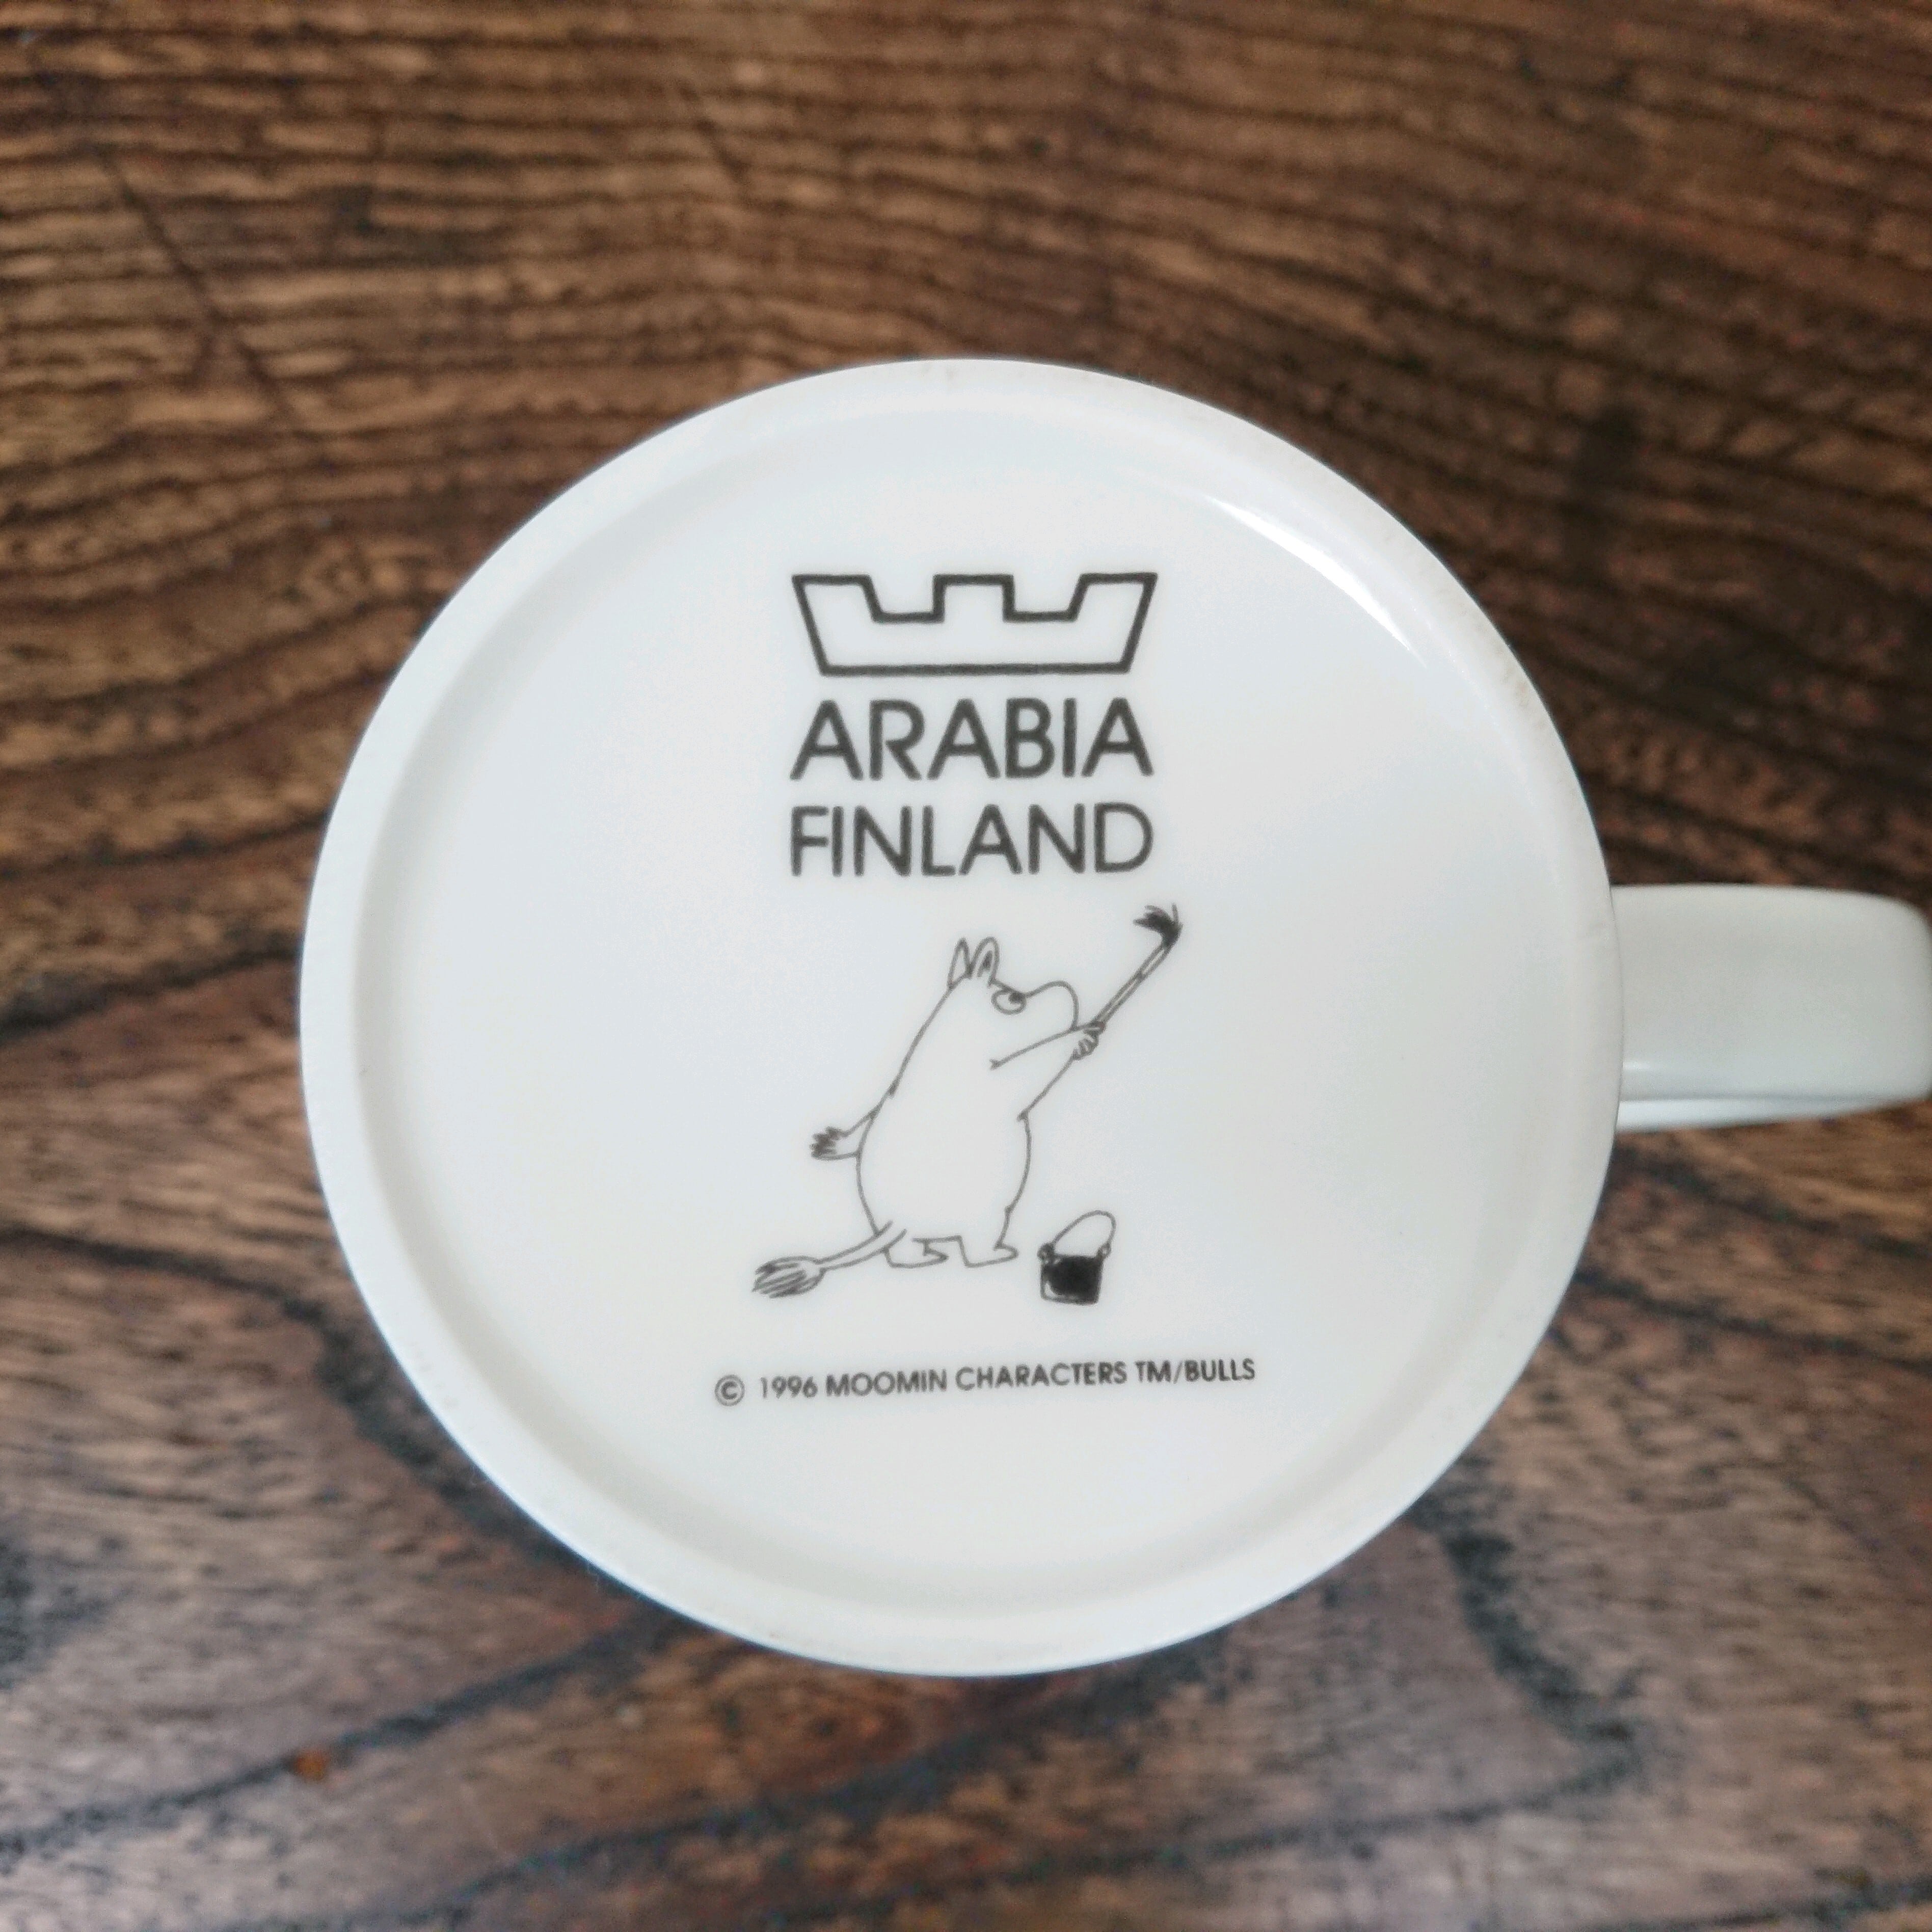 ARABIA
FINLAND
© 1996 MOOMIN CHARACTERS TM/BULLS